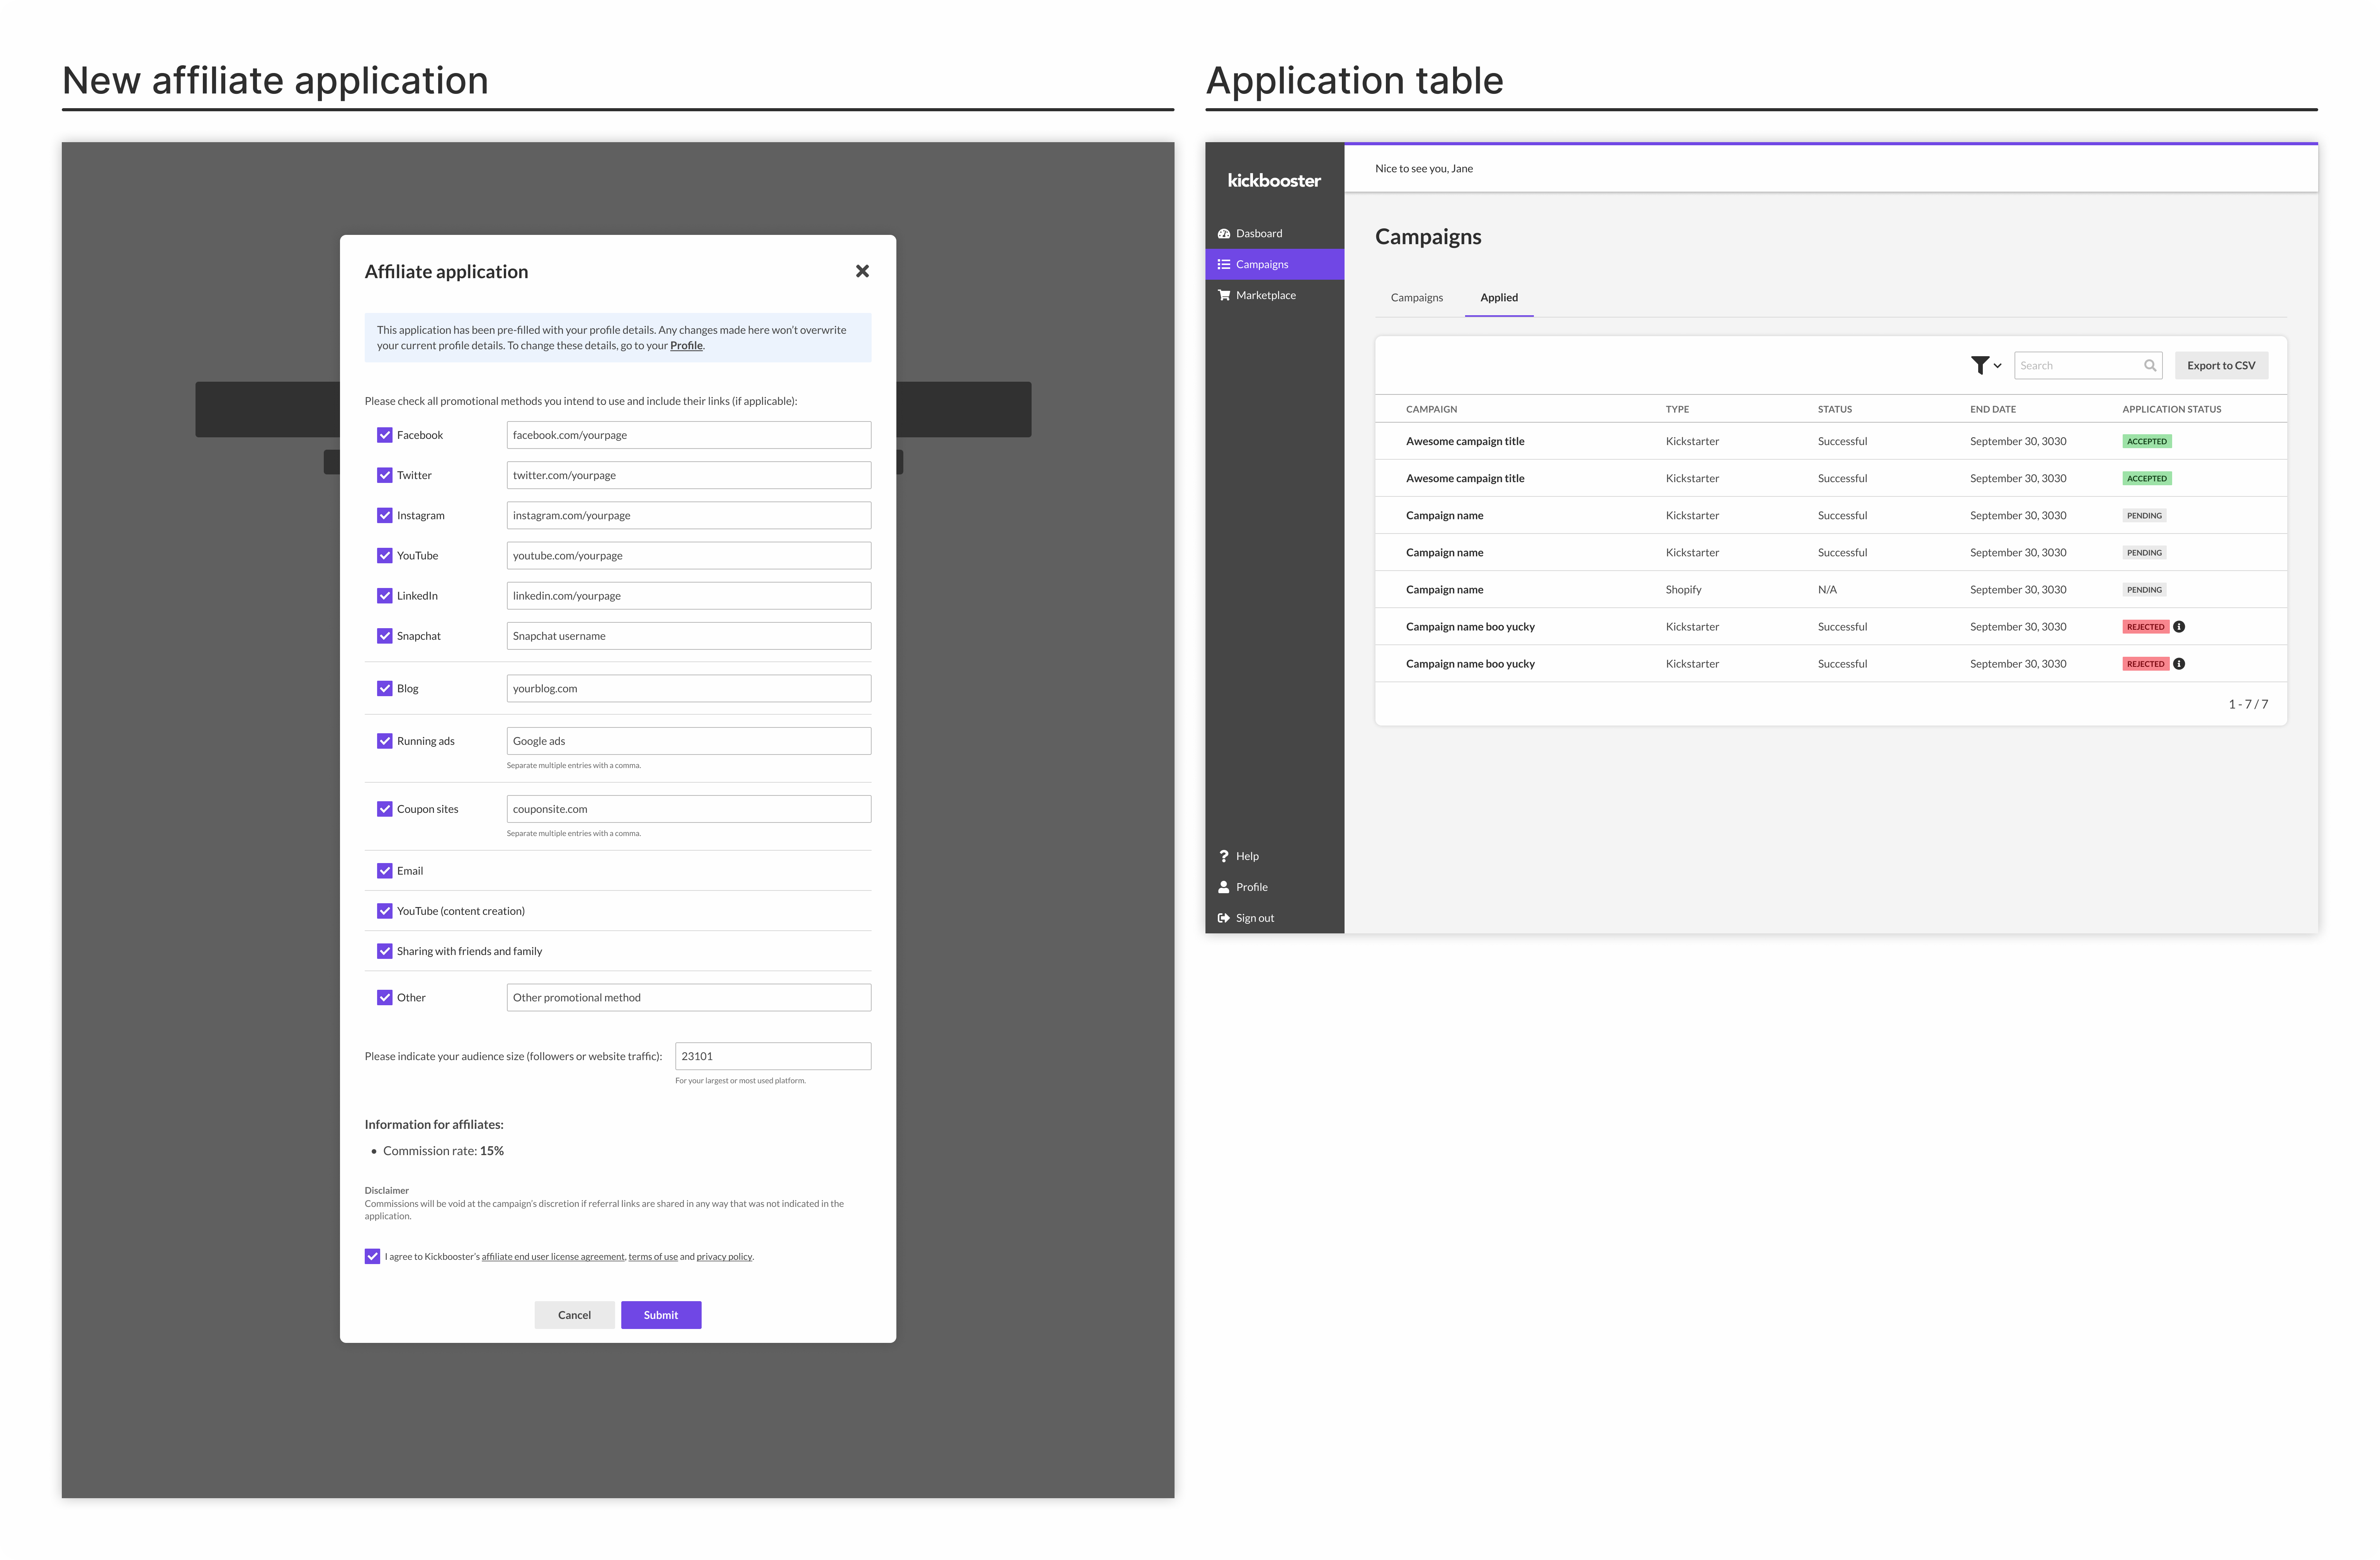 New affiliate application
Affiliate application
This application has been pre-filled with your profile details. Any changes made here won’t overwrite
your current profile details. To change these details, go to your Profile.
Please check all promotional methods you intend to use and include their links (if applicable):
Facebook facebook.com/yourpage
Twitter twitter.com/yourpage
Instagram instagram.com/yourpage
YouTube youtube.com/yourpage
LinkedIn linkedin.com/yourpage
Snapchat Snapchat username
Blog yourblog.com
Running ads Google ads
Separate multiple entries with a comma.
Coupon sites couponsite.com
Separate multiple entries with a comma.
Email
YouTube (content creation)
Sharing with friends and family
Other Other promotional method
Please indicate your audience size (followers or website traffic): 23101
For your largest or most used platform.
Information for affiliates:
• Commission rate: 15%
Disclaimer
Commissions will be void at the campaign’s discretion if referral links are shared in any way that was not indicated in the
application.
I agree to Kickbooster’s affiliate end user license agreement, terms of use and privacy policy.
Cancel Submit
Application table
kickbooster
Dasboard
Campaigns
Marketplace
Help
Profile
Sign out
Nice to see you, Jane
Campaigns
Campaigns Applied
Search Export to CSV
CAMPAIGN TYPE STATUS END DATE APPLICATION STATUS
Awesome campaign title Kickstarter Successful September 30, 3030 ACCEPTED
Awesome campaign title Kickstarter Successful September 30, 3030 ACCEPTED
Campaign name Kickstarter Successful September 30, 3030 PENDING
Campaign name Kickstarter Successful September 30, 3030 PENDING
Campaign name Shopify N/A September 30, 3030 PENDING
Campaign name boo yucky Kickstarter Successful September 30, 3030 REJECTED
Campaign name boo yucky Kickstarter Successful September 30, 3030 REJECTED
1 - 7 / 7